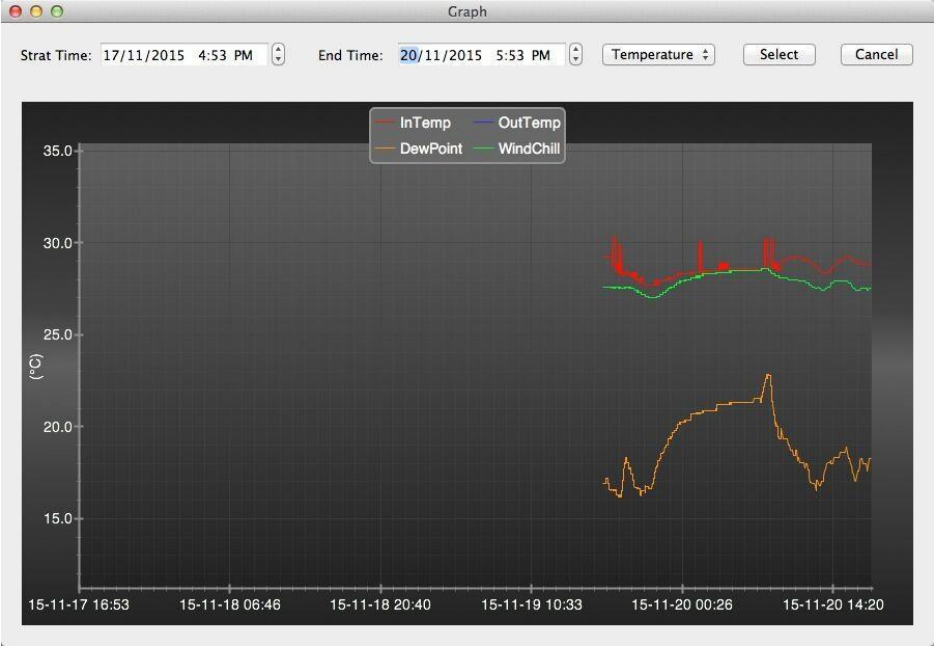 Graph
Strat Time: 17/11/2015 4:53 PM End Time: 20/11/2015 5:53 PM Temperature Select Cancel
InTemp OutTemp
DewPoint WindChill
35.0
30.0
25.0
(°C)
20.0
15.0
15-11-17 16:53 15-11-18 06:46 15-11-18 20:40 15-11-19 10:33 15-11-20 00:26 15-11-20 14:20